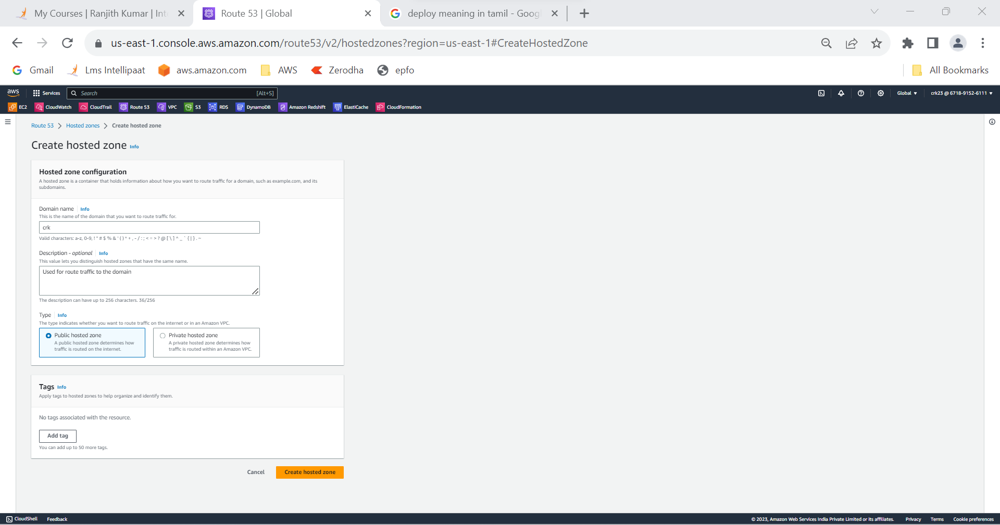 My Courses | Ranjith Kumar | Int
Route 53 | Global
deploy meaning in tamil - Goog
us-east-1.console.aws.amazon.com/route53/v2/hostedzones?region=us-east-1#CreateHostedZone
Gmail
Lms Intellipaat
aws.amazon.com
AWS
Zerodha
epfo
All Bookmarks
aws
Services
Search
[Alt+S]
Global
crk23 @ 6718-9152-6111
EC2
CloudWatch
CloudTrail
Route 53
VPC
S3
RDS
DynamoDB
Amazon Redshift
ElastiCache
CloudFormation
Route 53
Hosted zones
Create hosted zone
Create hosted zone Info
Hosted zone configuration
A hosted zone is a container that holds information about how you want to route traffic for a domain, such as example.com, and its
subdomains.
Domain name Info
This is the name of the domain that you want to route traffic for.
crk
Valid characters: a-z, 0-9, ! " # $ % & ' ( ) * + , - / : ; < = > ? @ [ \ ] ^ _ ` { | } . ~
Description - optional Info
This value lets you distinguish hosted zones that have the same name.
Used for route traffic to the domain
The description can have up to 256 characters. 36/256
Type Info
The type indicates whether you want to route traffic on the internet or in an Amazon VPC.
Public hosted zone
A public hosted zone determines how
traffic is routed on the internet.
Private hosted zone
A private hosted zone determines how
traffic is routed within an Amazon VPC.
Tags Info
Apply tags to hosted zones to help organize and identify them.
No tags associated with the resource.
Add tag
You can add up to 50 more tags.
Cancel
Create hosted zone
CloudShell
Feedback
© 2023, Amazon Web Services India Private Limited or its affiliates.
Privacy
Terms
Cookie preferences